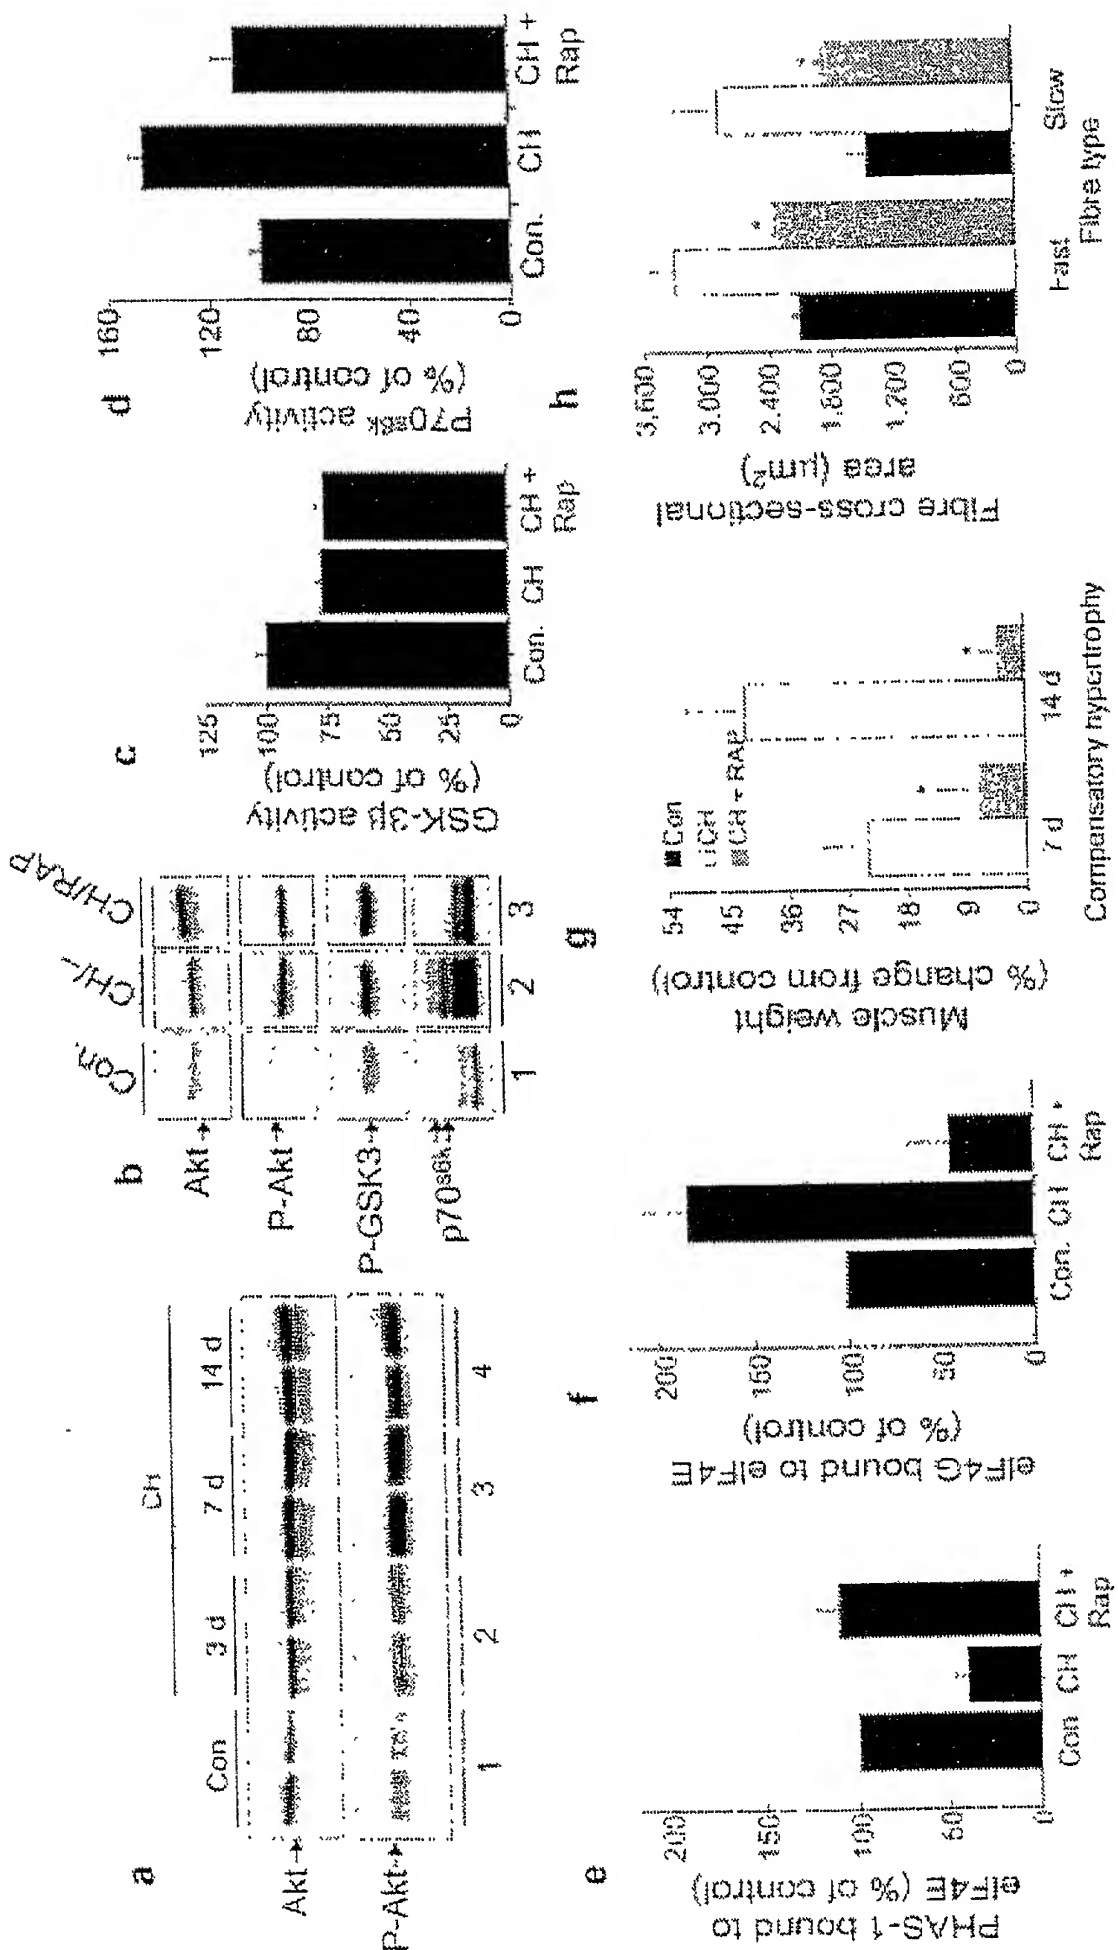 a
Con
CH
3 d
7 d
14 d
Akt
P-Akt
1
2
3
4
b
Con.
CH/-
CH/RAP
Akt
P-Akt
P-GSK3
p70s6k
1
2
3
c
GSK-3β activity
(% of control)
125
100
75
50
25
0
Con.
CH
CH +
Rap
d
P70s6k activity
(% of control)
160
120
80
40
0
Con.
CH
CH +
Rap
e
PHAS-1 bound to
eIF4E (% of control)
200
150
100
50
0
Con
CH
CH +
Rap
f
eIF4G bound to eIF4E
(% of control)
200
150
100
50
0
Con.
CH
CH +
Rap
g
Muscle weight
(% change from control)
54
45
36
27
18
9
0
Con
CH
CH + RAP
*
*
7 d
14 d
Compensatory hypertrophy
h
Fibre cross-sectional
area (μm2)
3,600
3,000
2,400
1,800
1,200
600
0
*
*
Fast
Slow
Fibre type